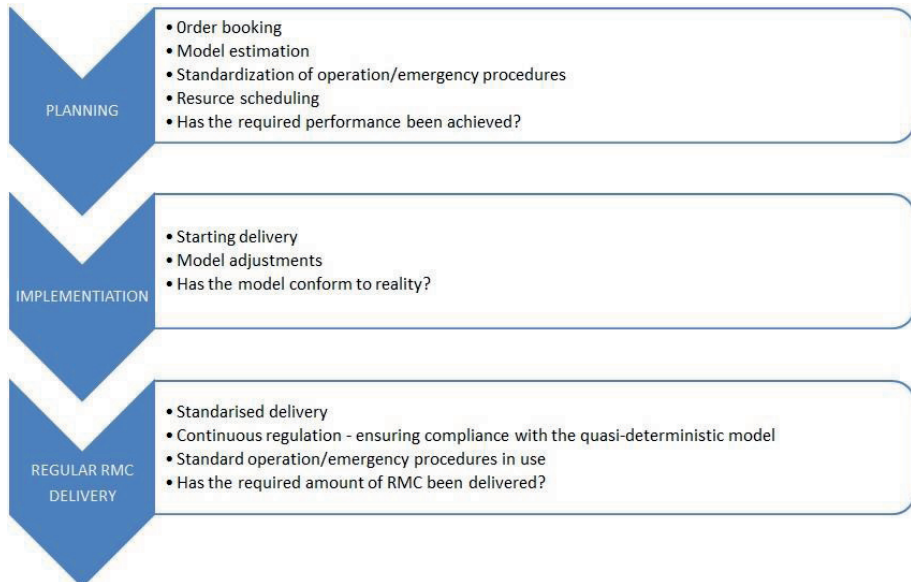 PLANNING
• 0rder booking
• Model estimation
• Standardization of operation/emergency procedures
• Resurce scheduling
• Has the required performance been achieved?
IMPLEMENTIATION
• Starting delivery
• Model adjustments
• Has the model conform to reality?
REGULAR RMC
DELIVERY
• Standarised delivery
• Continuous regulation - ensuring compliance with the quasi-deterministic model
• Standard operation/emergency procedures in use
• Has the required amount of RMC been delivered?